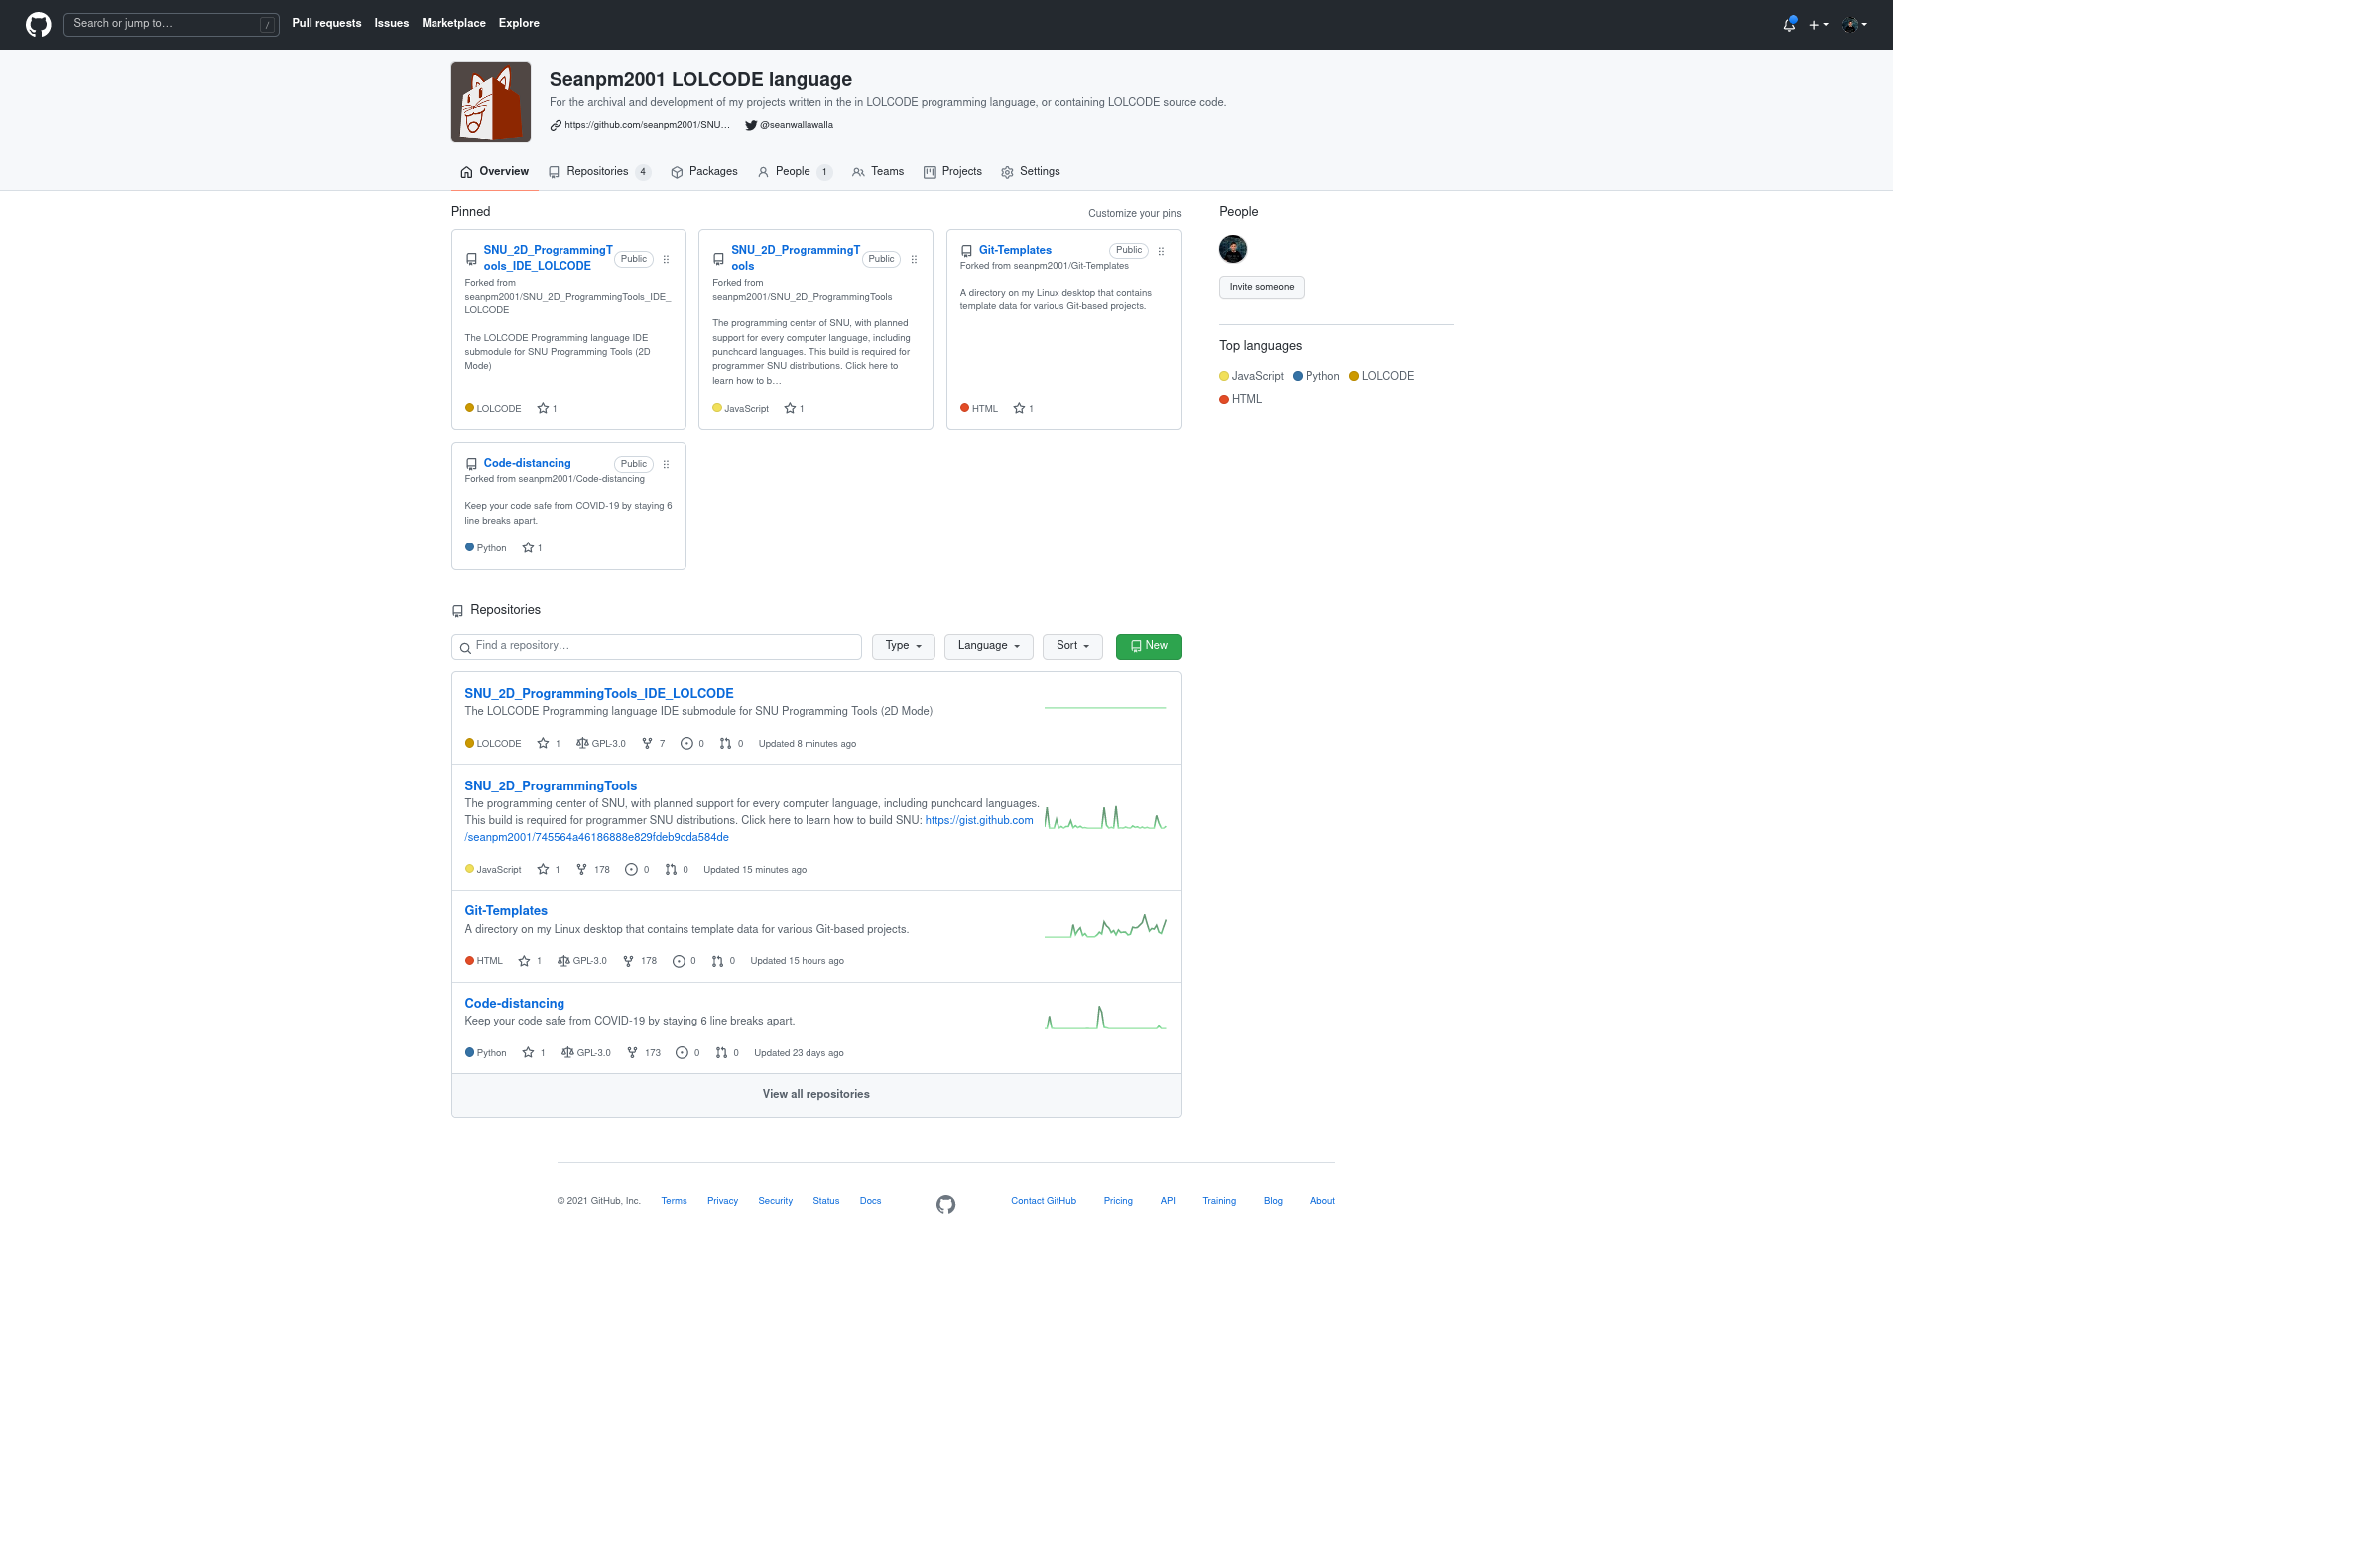 Search or jump to… / Pull requests Issues Marketplace Explore
Seanpm2001 LOLCODE language
For the archival and development of my projects written in the in LOLCODE programming language, or containing LOLCODE source code.
https://github.com/seanpm2001/SNU… @seanwallawalla
Overview Repositories 4 Packages People 1 Teams Projects Settings
Pinned
Customize your pins
SNU_2D_ProgrammingT
ools_IDE_LOLCODE
Public
Forked from
seanpm2001/SNU_2D_ProgrammingTools_IDE_
LOLCODE
The LOLCODE Programming language IDE
submodule for SNU Programming Tools (2D
Mode)
LOLCODE 1
SNU_2D_ProgrammingT
ools
Public
Forked from
seanpm2001/SNU_2D_ProgrammingTools
The programming center of SNU, with planned
support for every computer language, including
punchcard languages. This build is required for
programmer SNU distributions. Click here to
learn how to b…
JavaScript 1
Git-Templates
Public
Forked from seanpm2001/Git-Templates
A directory on my Linux desktop that contains
template data for various Git-based projects.
HTML 1
Code-distancing
Public
Forked from seanpm2001/Code-distancing
Keep your code safe from COVID-19 by staying 6
line breaks apart.
Python 1
People
Invite someone
Top languages
JavaScript Python LOLCODE
HTML
Repositories
Find a repository… Type Language Sort New
SNU_2D_ProgrammingTools_IDE_LOLCODE
The LOLCODE Programming language IDE submodule for SNU Programming Tools (2D Mode)
LOLCODE 1 GPL-3.0 7 0 0 Updated 8 minutes ago
SNU_2D_ProgrammingTools
The programming center of SNU, with planned support for every computer language, including punchcard languages.
This build is required for programmer SNU distributions. Click here to learn how to build SNU: https://gist.github.com
/seanpm2001/745564a46186888e829fdeb9cda584de
JavaScript 1 178 0 0 Updated 15 minutes ago
Git-Templates
A directory on my Linux desktop that contains template data for various Git-based projects.
HTML 1 GPL-3.0 178 0 0 Updated 15 hours ago
Code-distancing
Keep your code safe from COVID-19 by staying 6 line breaks apart.
Python 1 GPL-3.0 173 0 0 Updated 23 days ago
View all repositories
© 2021 GitHub, Inc. Terms Privacy Security Status Docs Contact GitHub Pricing API Training Blog About